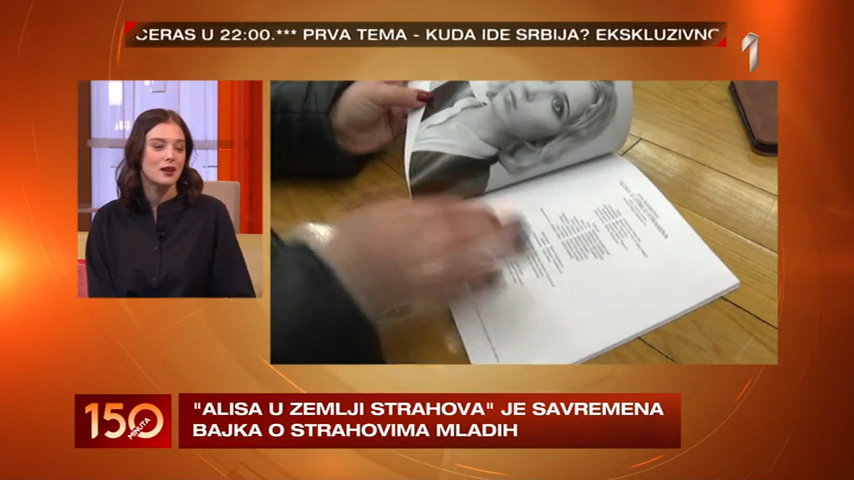 CERAS U 22:00.*** PRVA TEMA - KUDA IDE SRBIJA? EKSKLUZIVNO
1
150
MINUTA
"ALISA U ZEMLJI STRAHOVA" JE SAVREMENA
BAJKA O STRAHOVIMA MLADIH